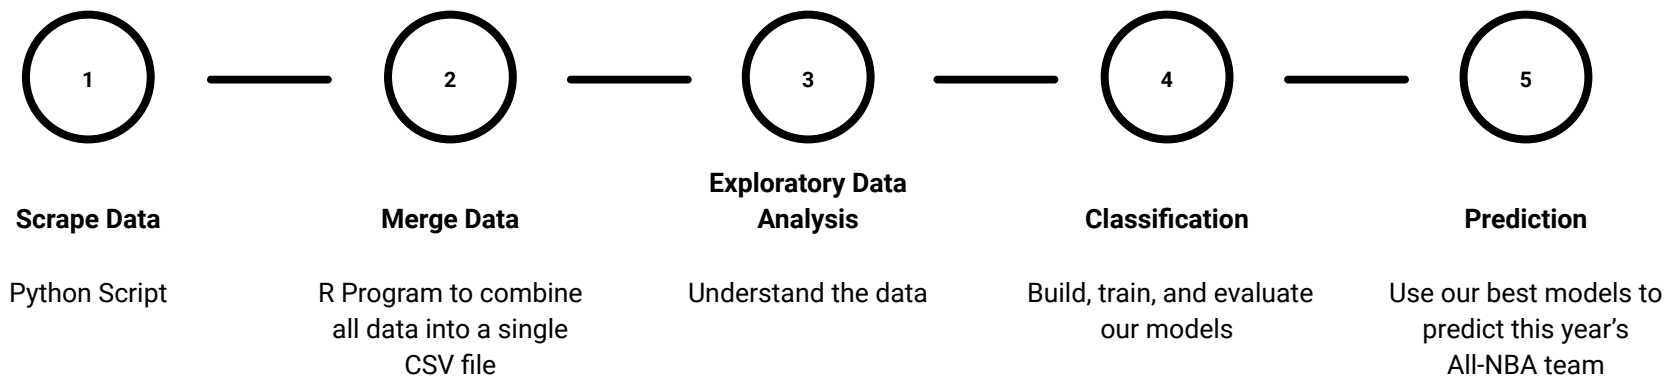 1
Scrape Data
Python Script
2
Merge Data
R Program to combine
all data into a single
CSV file
3
Exploratory Data
Analysis
Understand the data
4
Classification
Build, train, and evaluate
our models
5
Prediction
Use our best models to
predict this year’s
All-NBA team